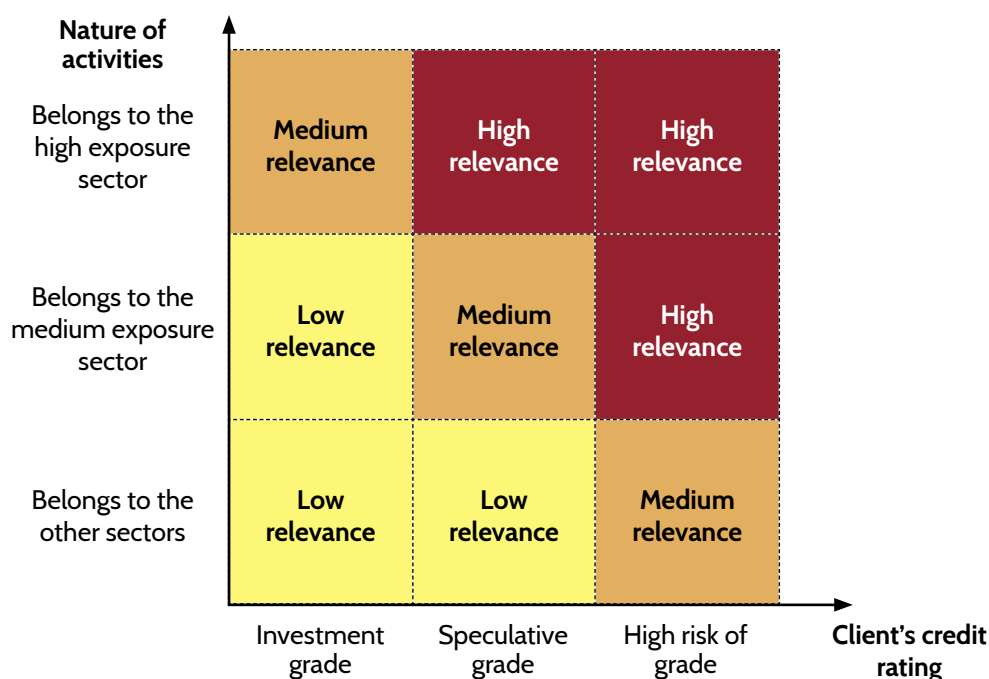 Nature of
activities
Belongs to the
high exposure
sector
Medium
relevance
High
relevance
High
relevance
Belongs to the
medium exposure
sector
Low
relevance
Medium
relevance
High
relevance
Belongs to the
other sectors
Low
relevance
Low
relevance
Medium
relevance
Investment
grade
Speculative
grade
High risk of
grade
Client's credit
rating